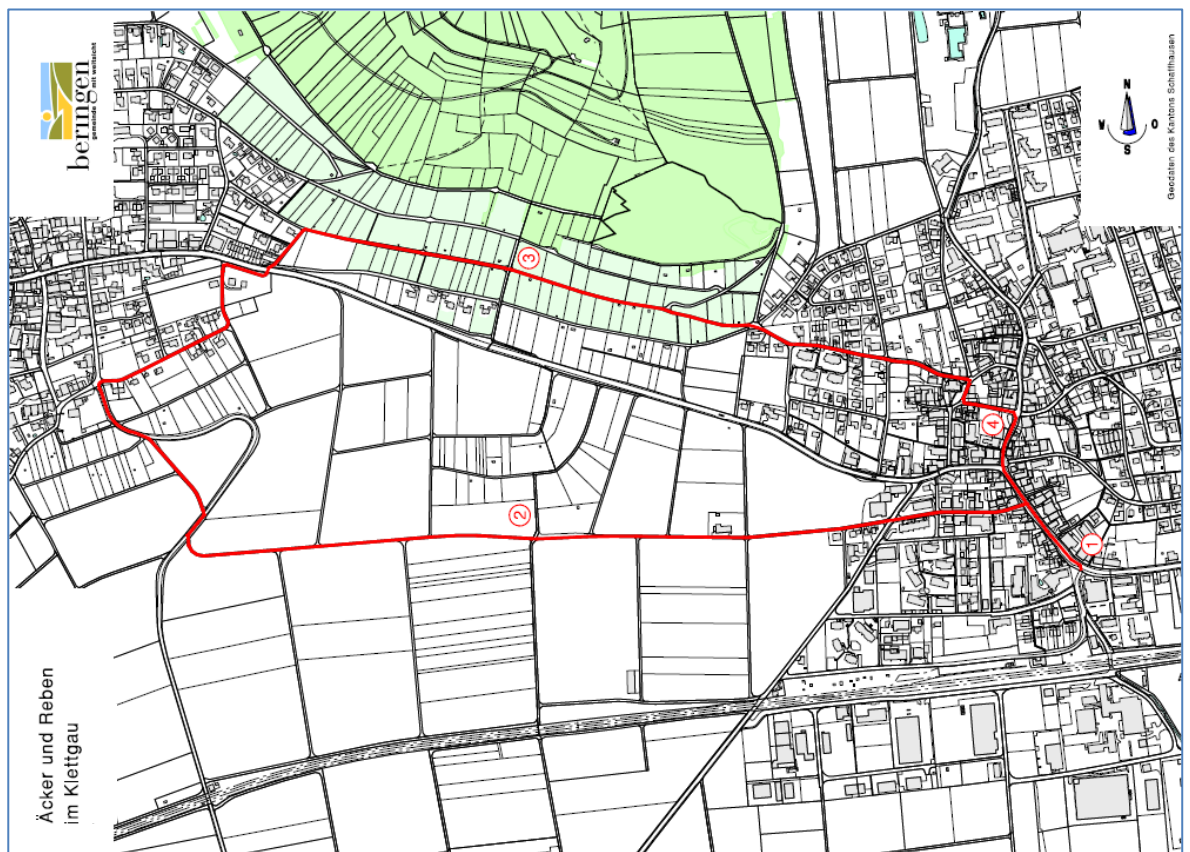 Äcker und Reben
im Klettgau
beringen
gemeinde mit weitsicht
N
W
O
S
Geodaten des Kantons Schaffhausen
1
2
3
4